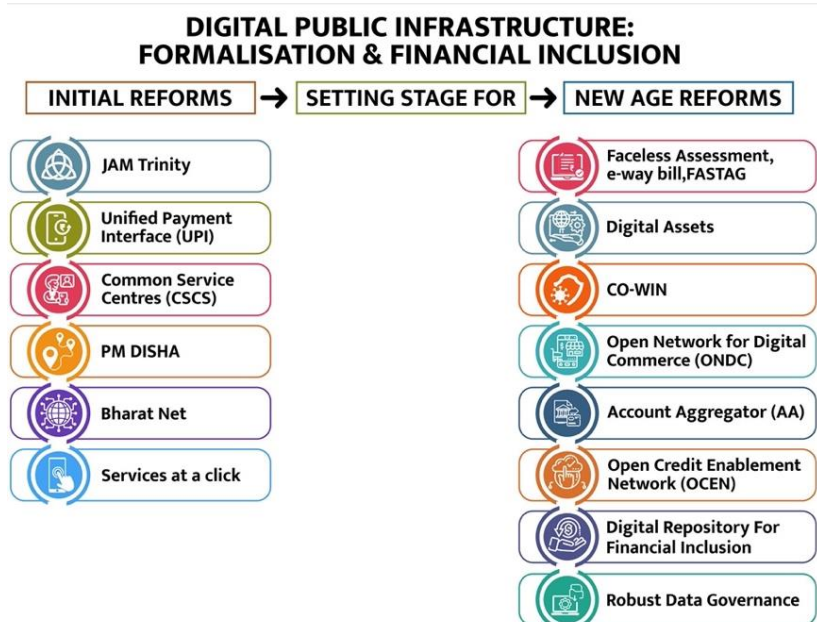 DIGITAL PUBLIC INFRASTRUCTURE:
FORMALISATION & FINANCIAL INCLUSION
INITIAL REFORMS → SETTING STAGE FOR → NEW AGE REFORMS
JAM Trinity
Unified Payment
Interface (UPI)
Common Service
Centres (CSCS)
PM DISHA
Bharat Net
Services at a click
Faceless Assessment,
e-way bill,FASTAG
Digital Assets
CO-WIN
Open Network for Digital
Commerce (ONDC)
Account Aggregator (AA)
Open Credit Enablement
Network (OCEN)
Digital Repository For
Financial Inclusion
Robust Data Governance